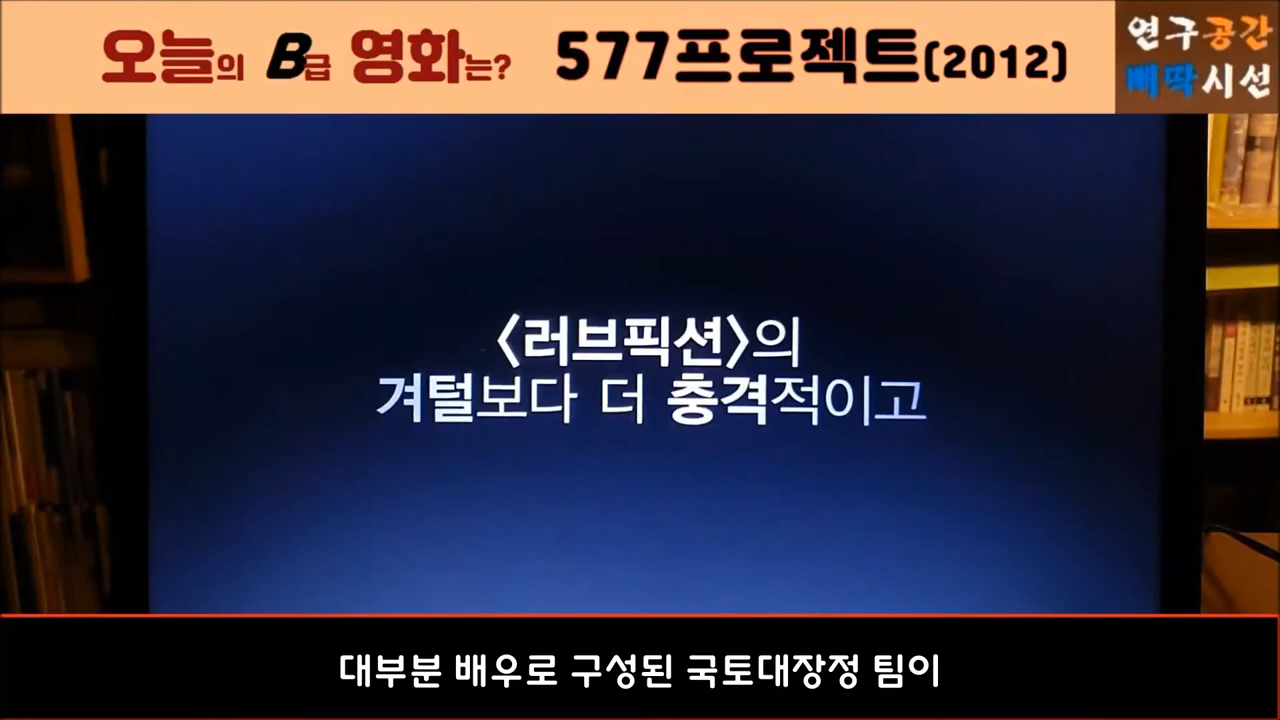 오늘의 B급 영화는? 577프로젝트(2012)
연구공간
삐딱시선
<러브픽션>의
겨털보다 더 충격적이고
대부분 배우로 구성된 국토대장정 팀이